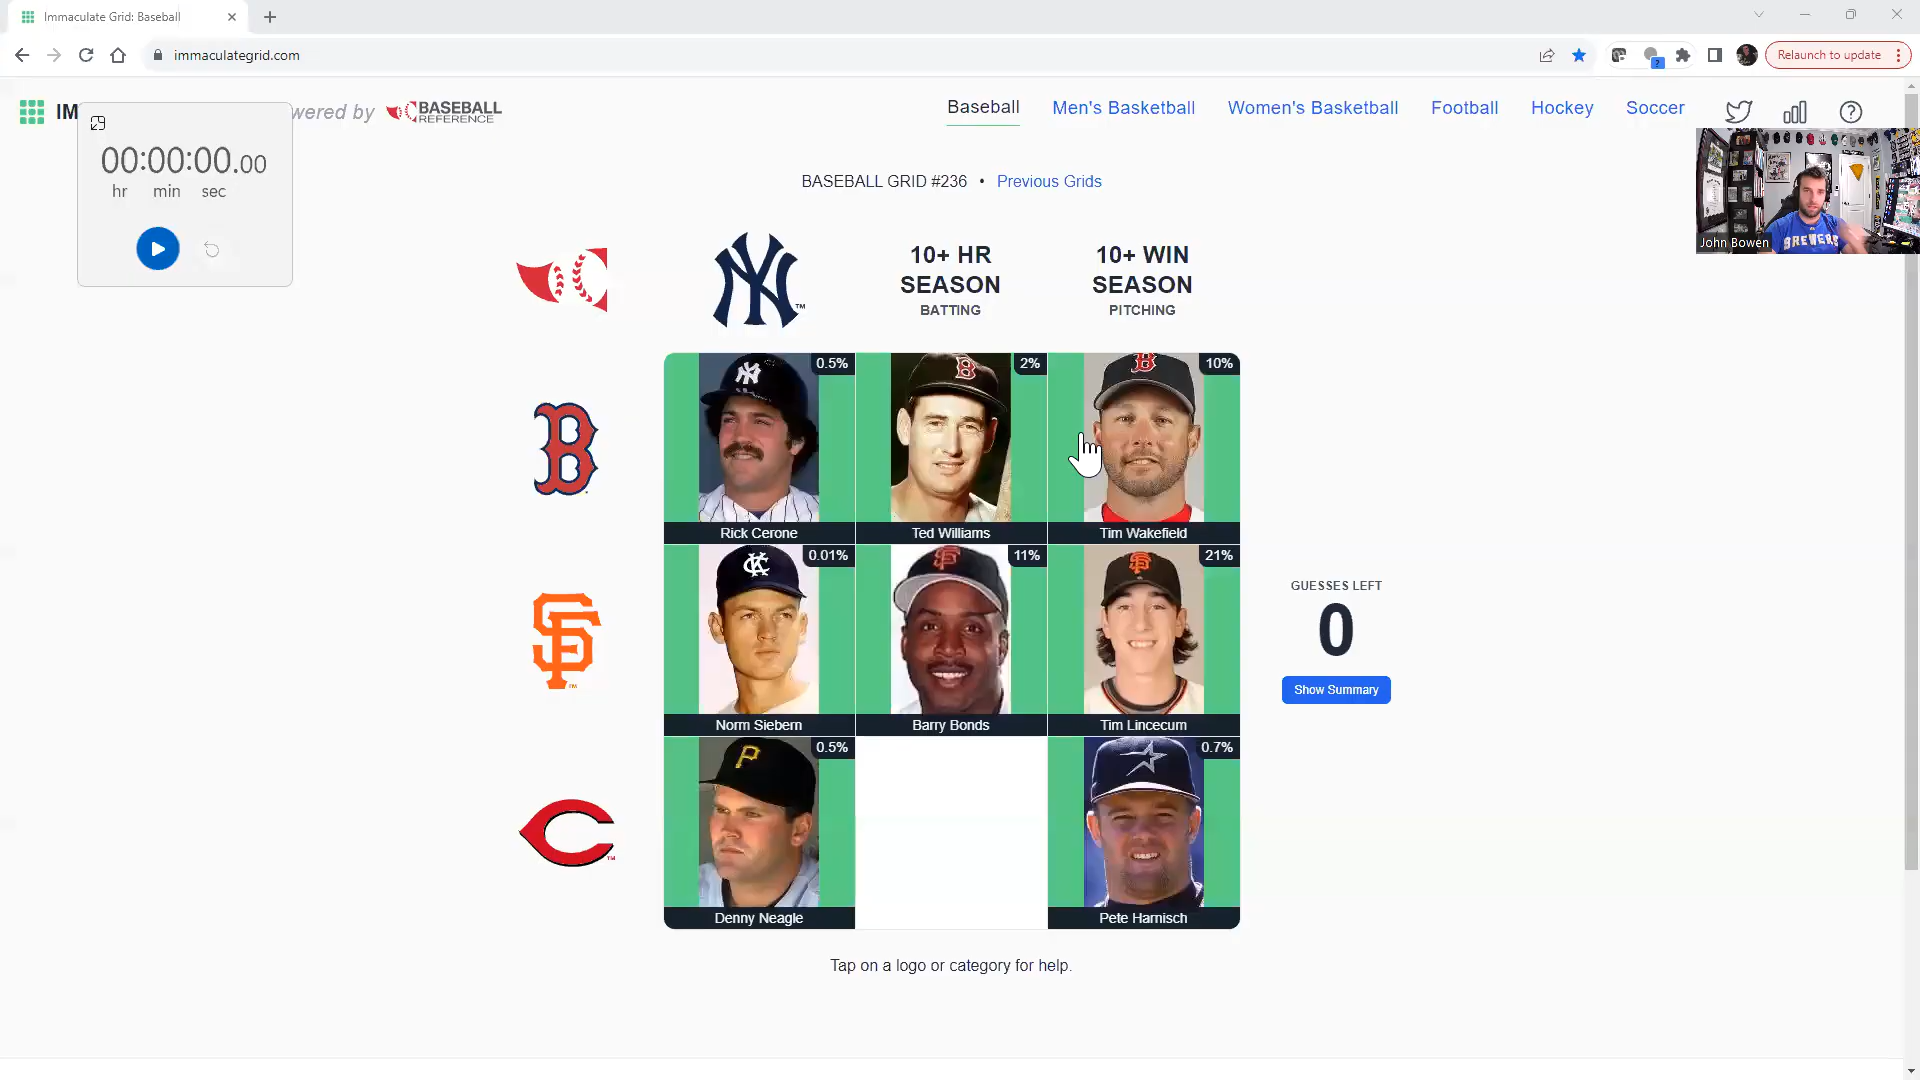 Immaculate Grid: Baseball
immaculategrid.com
Relaunch to update
IM
wered by
BASEBALL
REFERENCE
Baseball
Men's Basketball
Women's Basketball
Football
Hockey
Soccer
00:00:00.00
hr min sec
BASEBALL GRID #236 • Previous Grids
John Bowen
BREWERS
10+ HR
SEASON
BATTING
10+ WIN
SEASON
PITCHING
0.5%
2%
10%
Rick Cerone
Ted Williams
Tim Wakefield
0.01%
11%
21%
Norm Siebern
Barry Bonds
Tim Lincecum
GUESSES LEFT
0
Show Summary
0.5%
0.7%
Denny Neagle
Pete Harnisch
Tap on a logo or category for help.